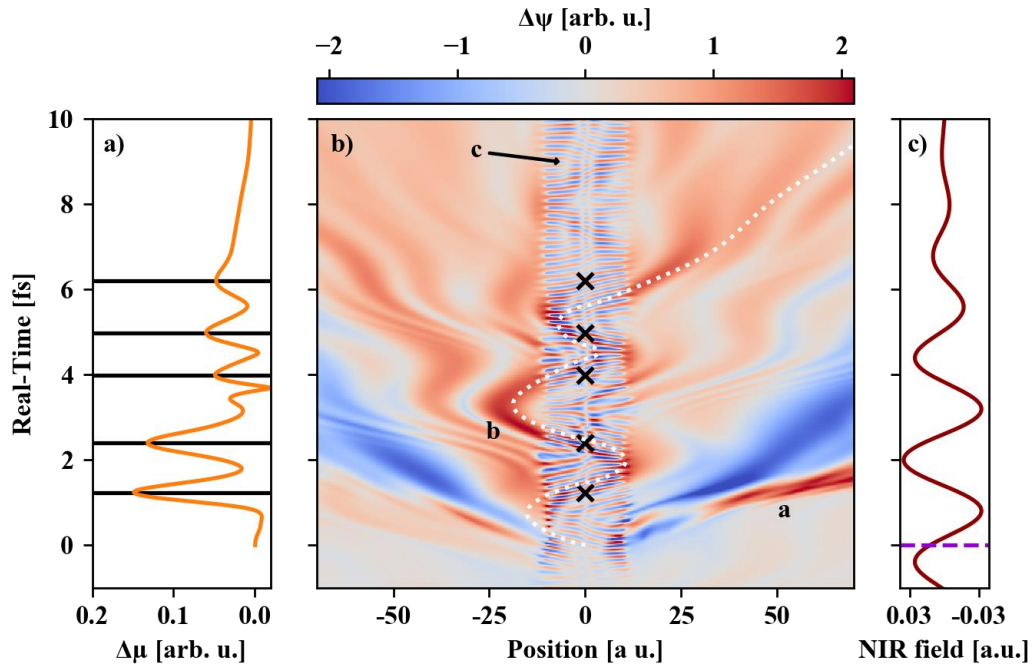 Δψ [arb. u.]
−2 −1 0 1 2
a) b) c)
10
8
6
4
2
0
Real-Time [fs]
c
b
a
0.2 0.1 0.0
-50 -25 0 25 50
0.03 -0.03
Δμ [arb. u.]
Position [a u.]
NIR field [a.u.]